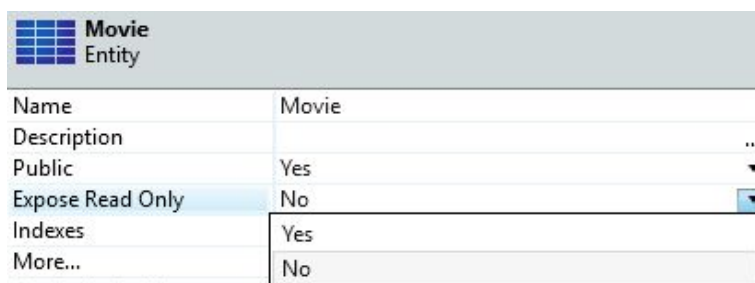 Movie
Entity
Name Movie
Description ..
Public Yes
Expose Read Only No
Indexes Yes
More... No